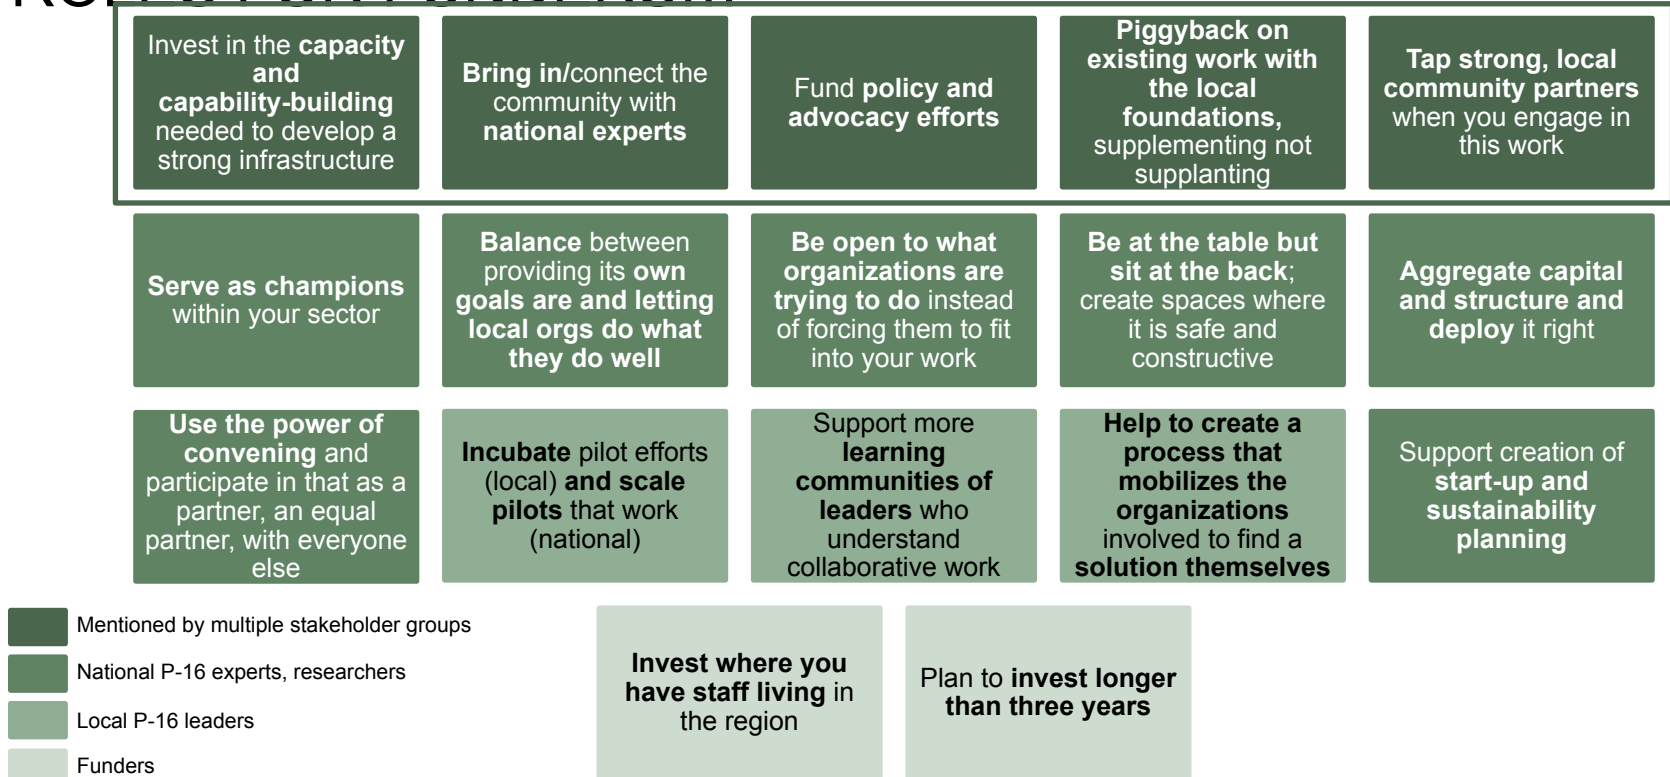 Invest in the capacity
and
capability-building
needed to develop a
strong infrastructure
Bring in/connect the
community with
national experts
Fund policy and
advocacy efforts
Piggyback on
existing work with
the local
foundations,
supplementing not
supplanting
Tap strong, local
community partners
when you engage in
this work
Serve as champions
within your sector
Balance between
providing its own
goals are and letting
local orgs do what
they do well
Be open to what
organizations are
trying to do instead
of forcing them to fit
into your work
Be at the table but
sit at the back;
create spaces where
it is safe and
constructive
Aggregate capital
and structure and
deploy it right
Use the power of
convening and
participate in that as a
partner, an equal
partner, with everyone
else
Incubate pilot efforts
(local) and scale
pilots that work
(national)
Support more
learning
communities of
leaders who
understand
collaborative work
Help to create a
process that
mobilizes the
organizations
involved to find a
solution themselves
Support creation of
start-up and
sustainability
planning
Mentioned by multiple stakeholder groups
National P-16 experts, researchers
Local P-16 leaders
Funders
Invest where you
have staff living in
the region
Plan to invest longer
than three years